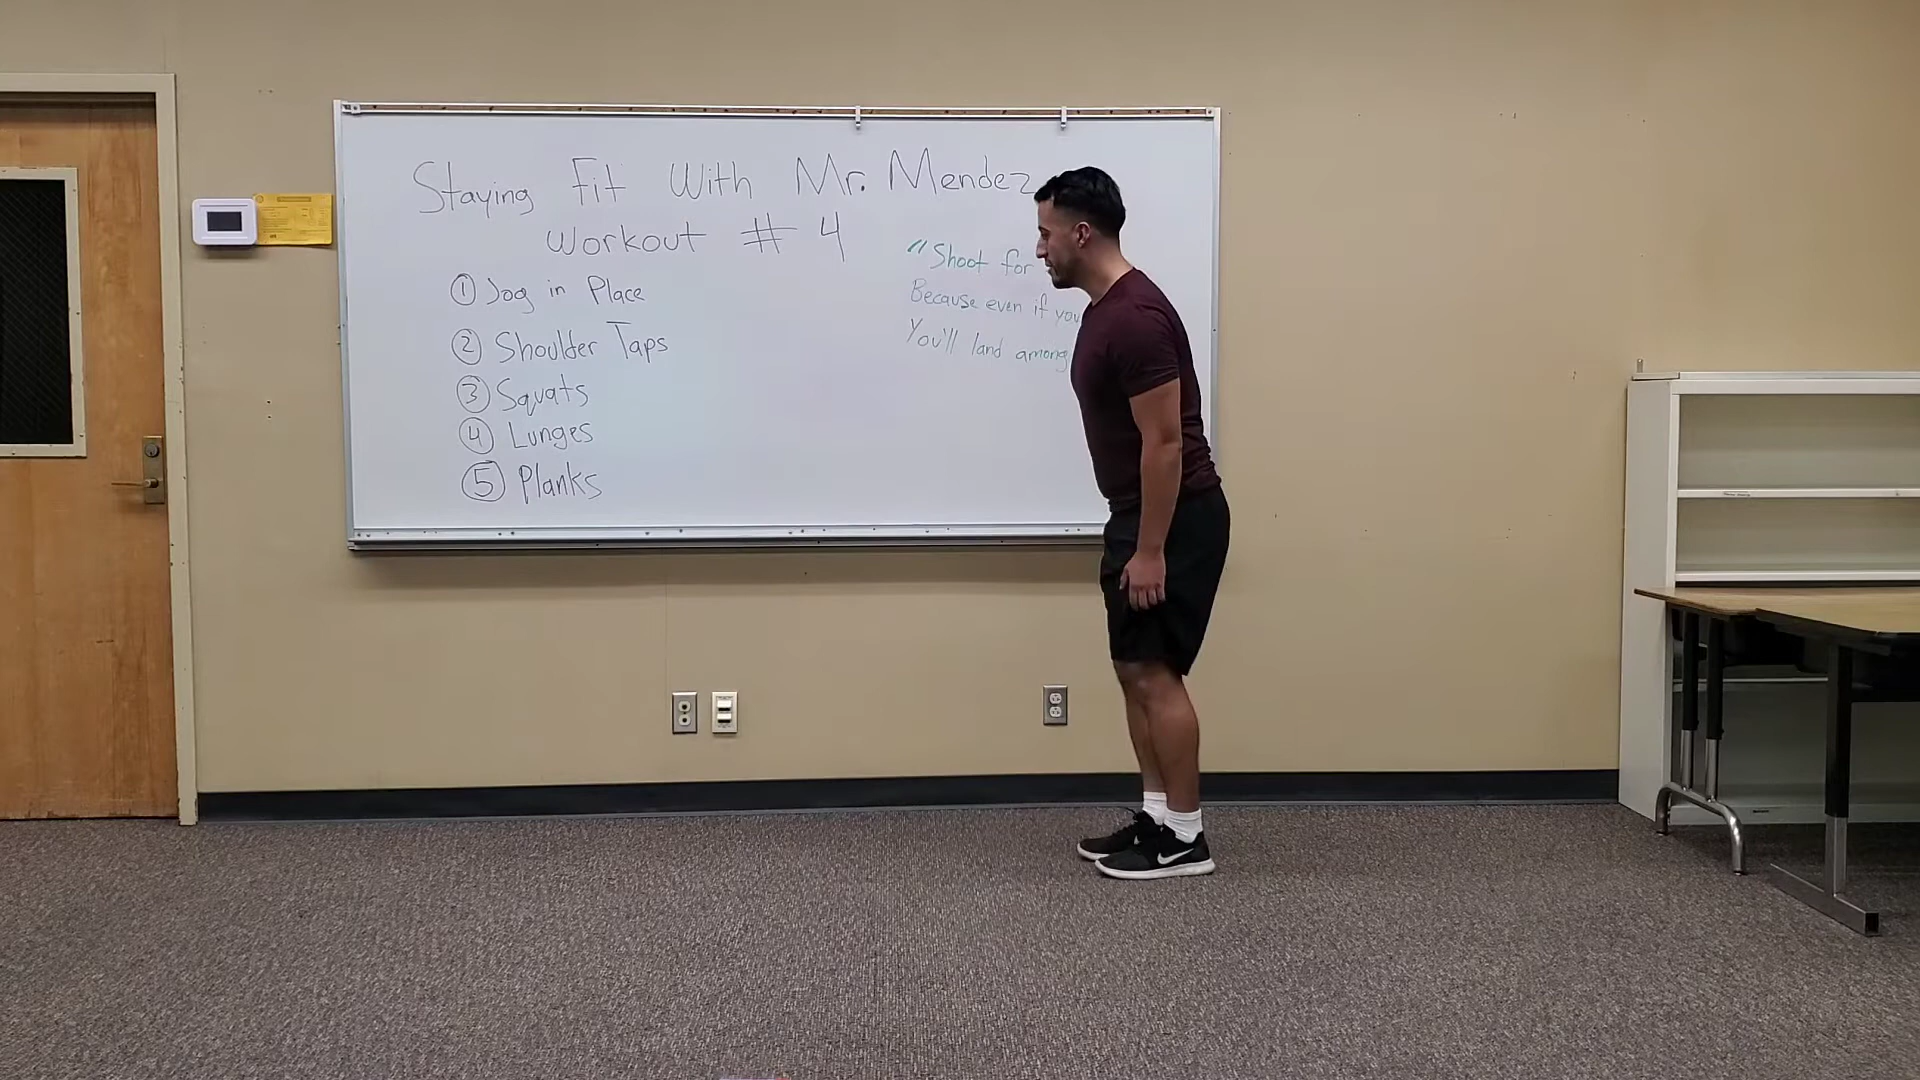 Staying Fit With Mr. Mendez
Workout # 4
① Jog in Place
② Shoulder Taps
③ Squats
④ Lunges
⑤ Planks
"Shoot for
Because even if you
You'll land among